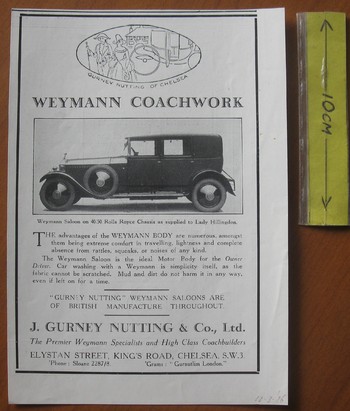 GURNEY NUTTING OF CHELSEA
WEYMANN COACHWORK
Weymann Saloon on 40/50 Rolls Royce Chassis as supplied to Lady Hillingdon.
THE advantages of the WEYMANN BODY are numerous, amongst
them being extreme comfort in travelling, lightness and complete
absence from rattles, squeaks, or noises of any kind.
The Weymann Saloon is the ideal Motor Body for the Owner
Driver. Car washing with a Weymann is simplicity itself, as the
fabric cannot be scratched. Mud and dirt do not harm it in any way,
even if left on for a time.
"GURNEY NUTTING" WEYMANN SALOONS ARE
OF BRITISH MANUFACTURE THROUGHOUT.
J. GURNEY NUTTING & Co., Ltd.
The Premier Weymann Specialists and High Class Coachbuilders
ELYSTAN STREET, KING'S ROAD, CHELSEA, S.W.3.
'Phone: Sloane 2287/8. 'Grams: "Garnation London."
10CM